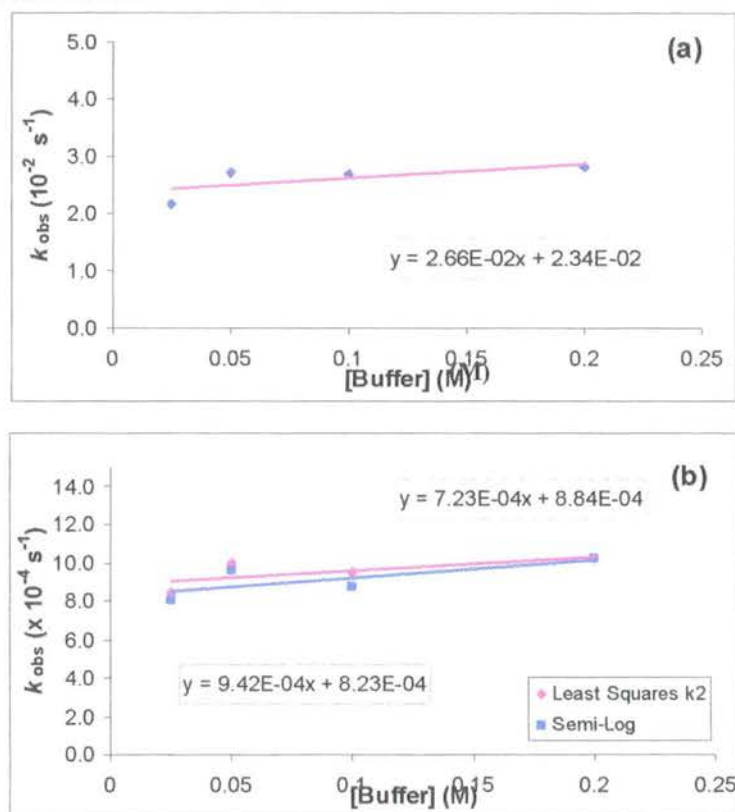 (a)
5.0
4.0
3.0
2.0
1.0
0.0
k obs (10⁻² s⁻¹)
y = 2.66E-02x + 2.34E-02
0 0.05 0.1 0.15 0.2 0.25
[Buffer] (M)
(b)
14.0
12.0
10.0
8.0
6.0
4.0
2.0
0.0
k obs (x 10⁻⁴ s⁻¹)
y = 7.23E-04x + 8.84E-04
y = 9.42E-04x + 8.23E-04
Least Squares k2
Semi-Log
0 0.05 0.1 0.15 0.2 0.25
[Buffer] (M)